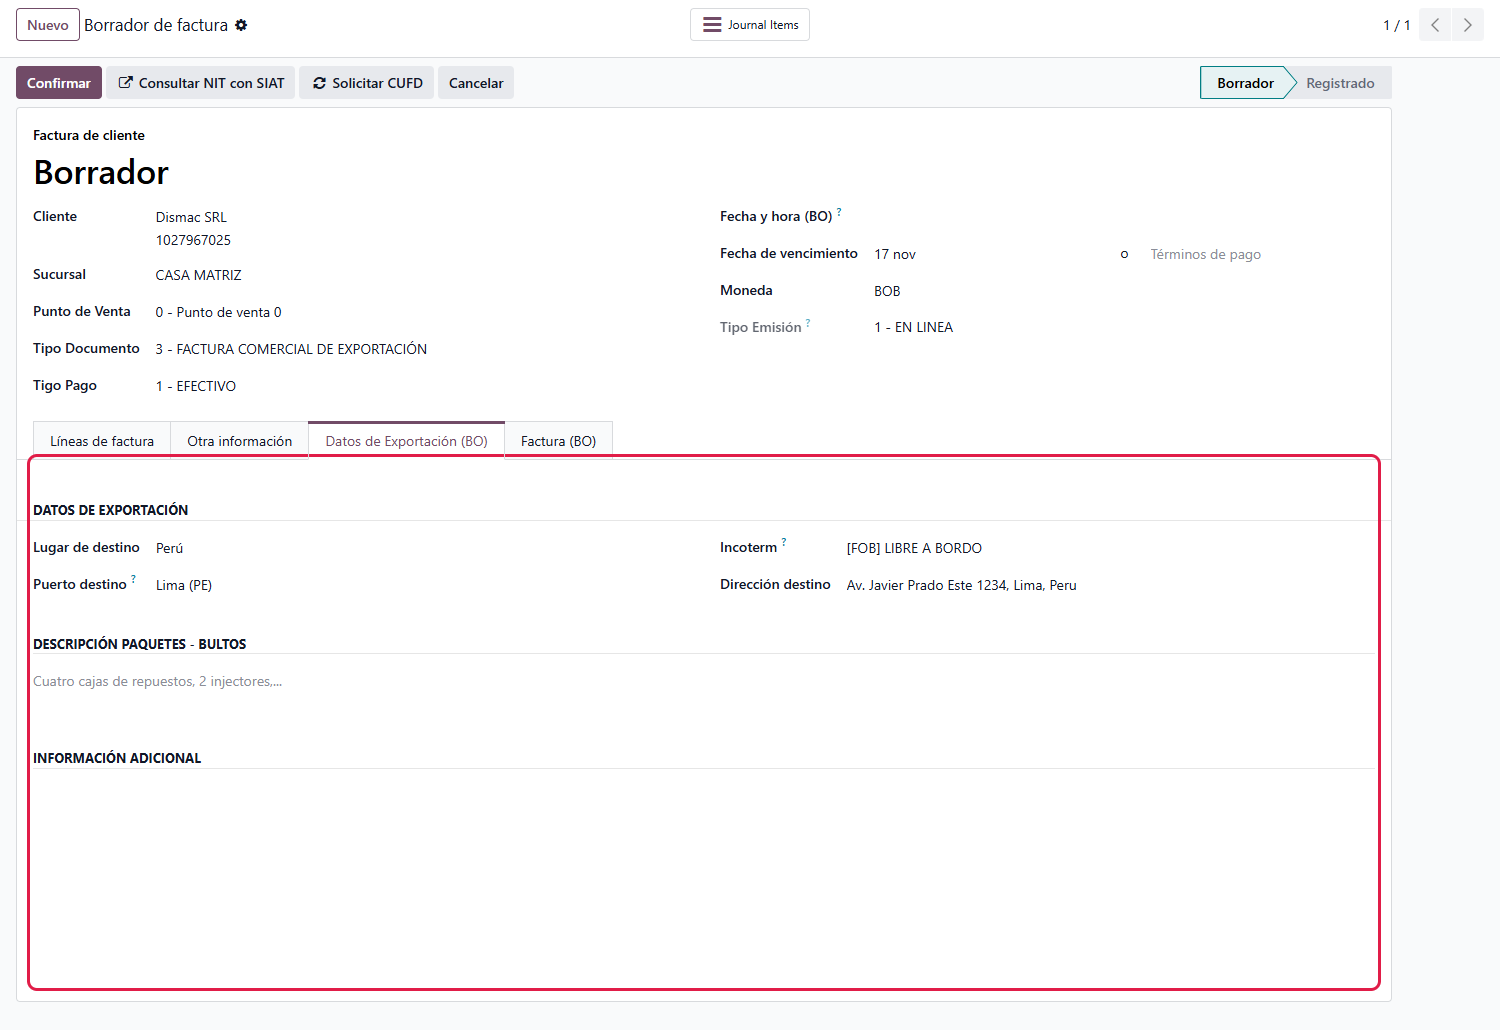 Nuevo Borrador de factura Journal Items 1 / 1
Confirmar Consultar NIT con SIAT Solicitar CUFD Cancelar Borrador Registrado
Factura de cliente
Borrador
Cliente Dismac SRL Fecha y hora (BO) ?
1027967025
Fecha de vencimiento 17 nov o Términos de pago
Sucursal CASA MATRIZ
Moneda BOB
Punto de Venta 0 - Punto de venta 0
Tipo Emisión ? 1 - EN LINEA
Tipo Documento 3 - FACTURA COMERCIAL DE EXPORTACIÓN
Tigo Pago 1 - EFECTIVO
Líneas de factura Otra información Datos de Exportación (BO) Factura (BO)
DATOS DE EXPORTACIÓN
Lugar de destino Perú Incoterm ? [FOB] LIBRE A BORDO
Puerto destino ? Lima (PE) Dirección destino Av. Javier Prado Este 1234, Lima, Peru
DESCRIPCIÓN PAQUETES - BULTOS
Cuatro cajas de repuestos, 2 injectores,...
INFORMACIÓN ADICIONAL